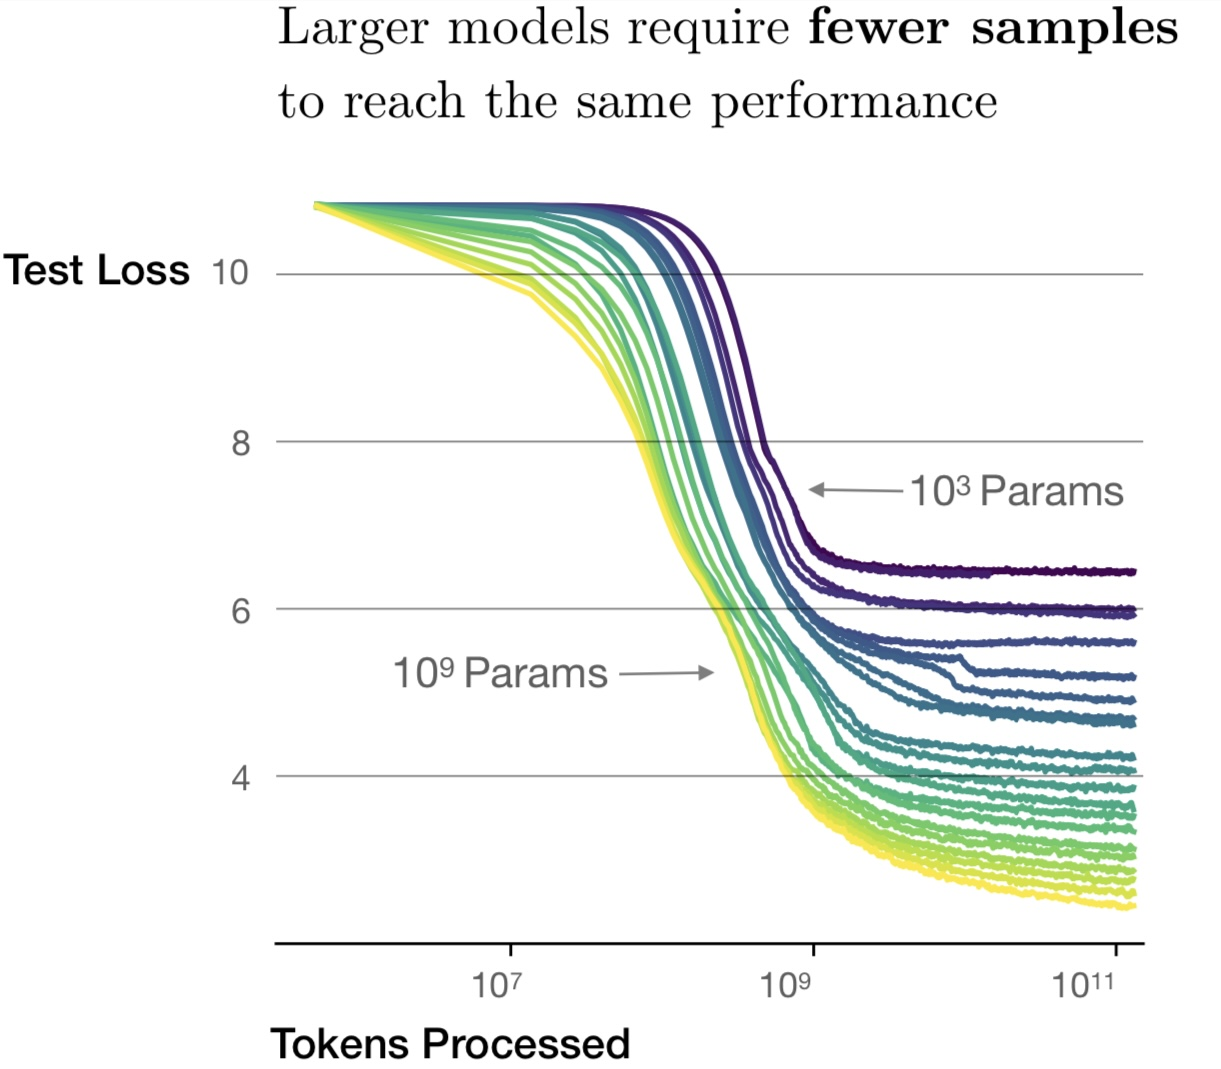 Larger models require fewer samples
to reach the same performance
Test Loss
10
8
10³ Params
6
10⁹ Params
4
10⁷
10⁹
10¹¹
Tokens Processed